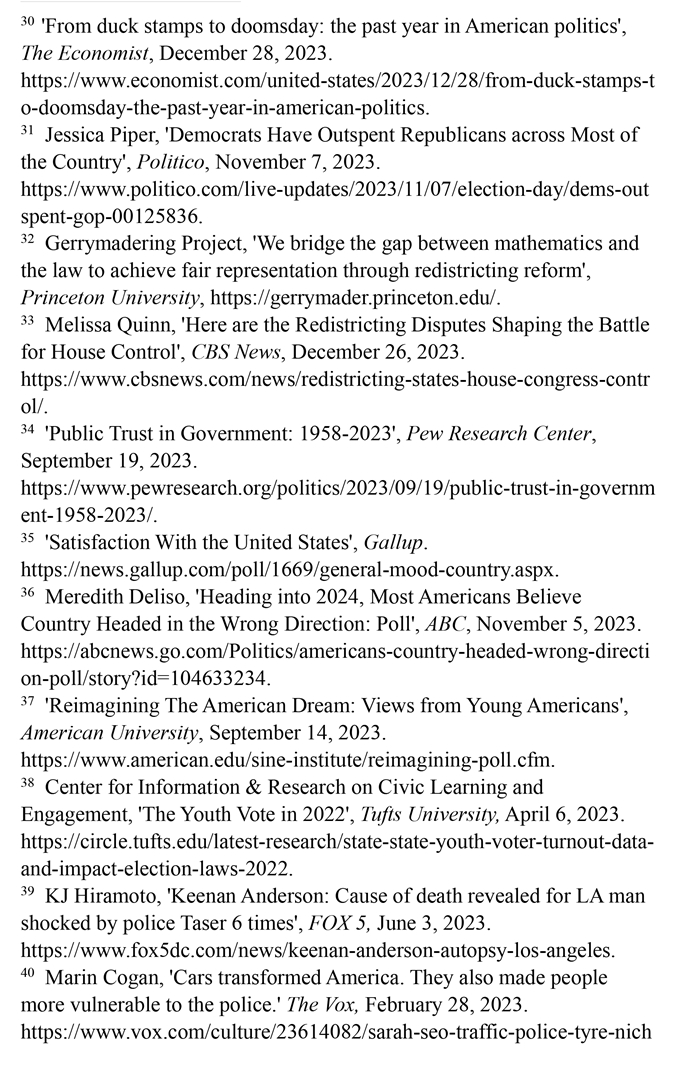 30 'From duck stamps to doomsday: the past year in American politics',
The Economist, December 28, 2023.
https://www.economist.com/united-states/2023/12/28/from-duck-stamps-t
o-doomsday-the-past-year-in-american-politics.
31 Jessica Piper, 'Democrats Have Outspent Republicans across Most of
the Country', Politico, November 7, 2023.
https://www.politico.com/live-updates/2023/11/07/election-day/dems-out
spent-gop-00125836.
32 Gerrymadering Project, 'We bridge the gap between mathematics and
the law to achieve fair representation through redistricting reform',
Princeton University, https://gerrymader.princeton.edu/.
33 Melissa Quinn, 'Here are the Redistricting Disputes Shaping the Battle
for House Control', CBS News, December 26, 2023.
https://www.cbsnews.com/news/redistricting-states-house-congress-contr
ol/.
34 'Public Trust in Government: 1958-2023', Pew Research Center,
September 19, 2023.
https://www.pewresearch.org/politics/2023/09/19/public-trust-in-governm
ent-1958-2023/.
35 'Satisfaction With the United States', Gallup.
https://news.gallup.com/poll/1669/general-mood-country.aspx.
36 Meredith Deliso, 'Heading into 2024, Most Americans Believe
Country Headed in the Wrong Direction: Poll', ABC, November 5, 2023.
https://abcnews.go.com/Politics/americans-country-headed-wrong-directi
on-poll/story?id=104633234.
37 'Reimagining The American Dream: Views from Young Americans',
American University, September 14, 2023.
https://www.american.edu/sine-institute/reimagining-poll.cfm.
38 Center for Information & Research on Civic Learning and
Engagement, 'The Youth Vote in 2022', Tufts University, April 6, 2023.
https://circle.tufts.edu/latest-research/state-state-youth-voter-turnout-data-
and-impact-election-laws-2022.
39 KJ Hiramoto, 'Keenan Anderson: Cause of death revealed for LA man
shocked by police Taser 6 times', FOX 5, June 3, 2023.
https://www.fox5dc.com/news/keenan-anderson-autopsy-los-angeles.
40 Marin Cogan, 'Cars transformed America. They also made people
more vulnerable to the police.' The Vox, February 28, 2023.
https://www.vox.com/culture/23614082/sarah-seo-traffic-police-tyre-nich